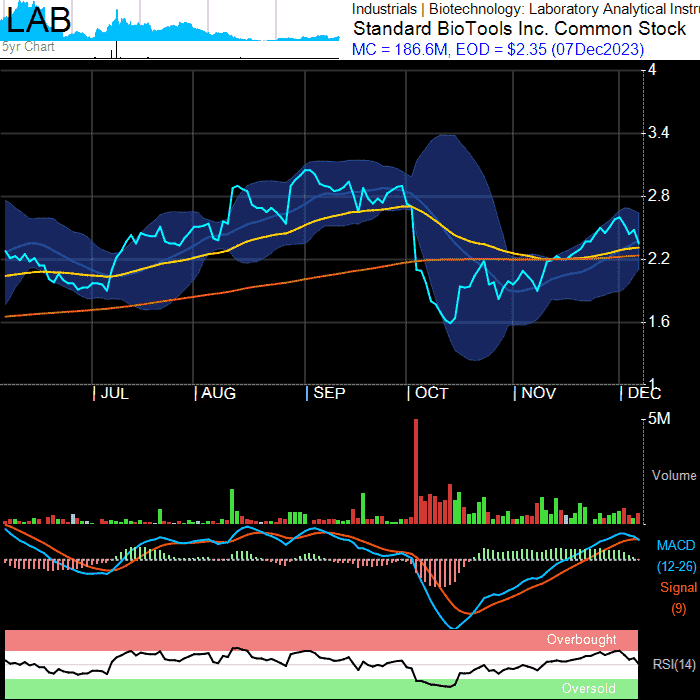 LAB
5yr Chart
Industrials | Biotechnology: Laboratory Analytical Instru
Standard BioTools Inc. Common Stock
MC = 186.6M, EOD = $2.35 (07Dec2023)
4
3.4
2.8
2.2
1.6
1
JUL
AUG
SEP
OCT
NOV
DEC
5M
Volume
MACD
(12-26)
Signal
(9)
Overbought
RSI(14)
Oversold